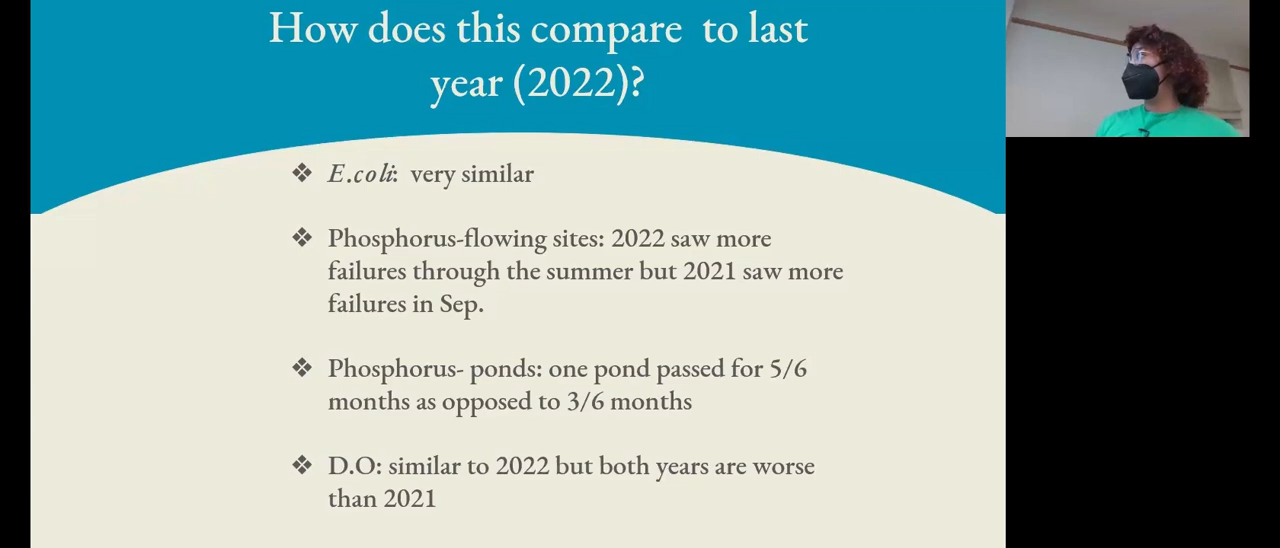 How does this compare to last
year (2022)?
❖ E.coli: very similar
❖ Phosphorus-flowing sites: 2022 saw more
failures through the summer but 2021 saw more
failures in Sep.
❖ Phosphorus- ponds: one pond passed for 5/6
months as opposed to 3/6 months
❖ D.O: similar to 2022 but both years are worse
than 2021